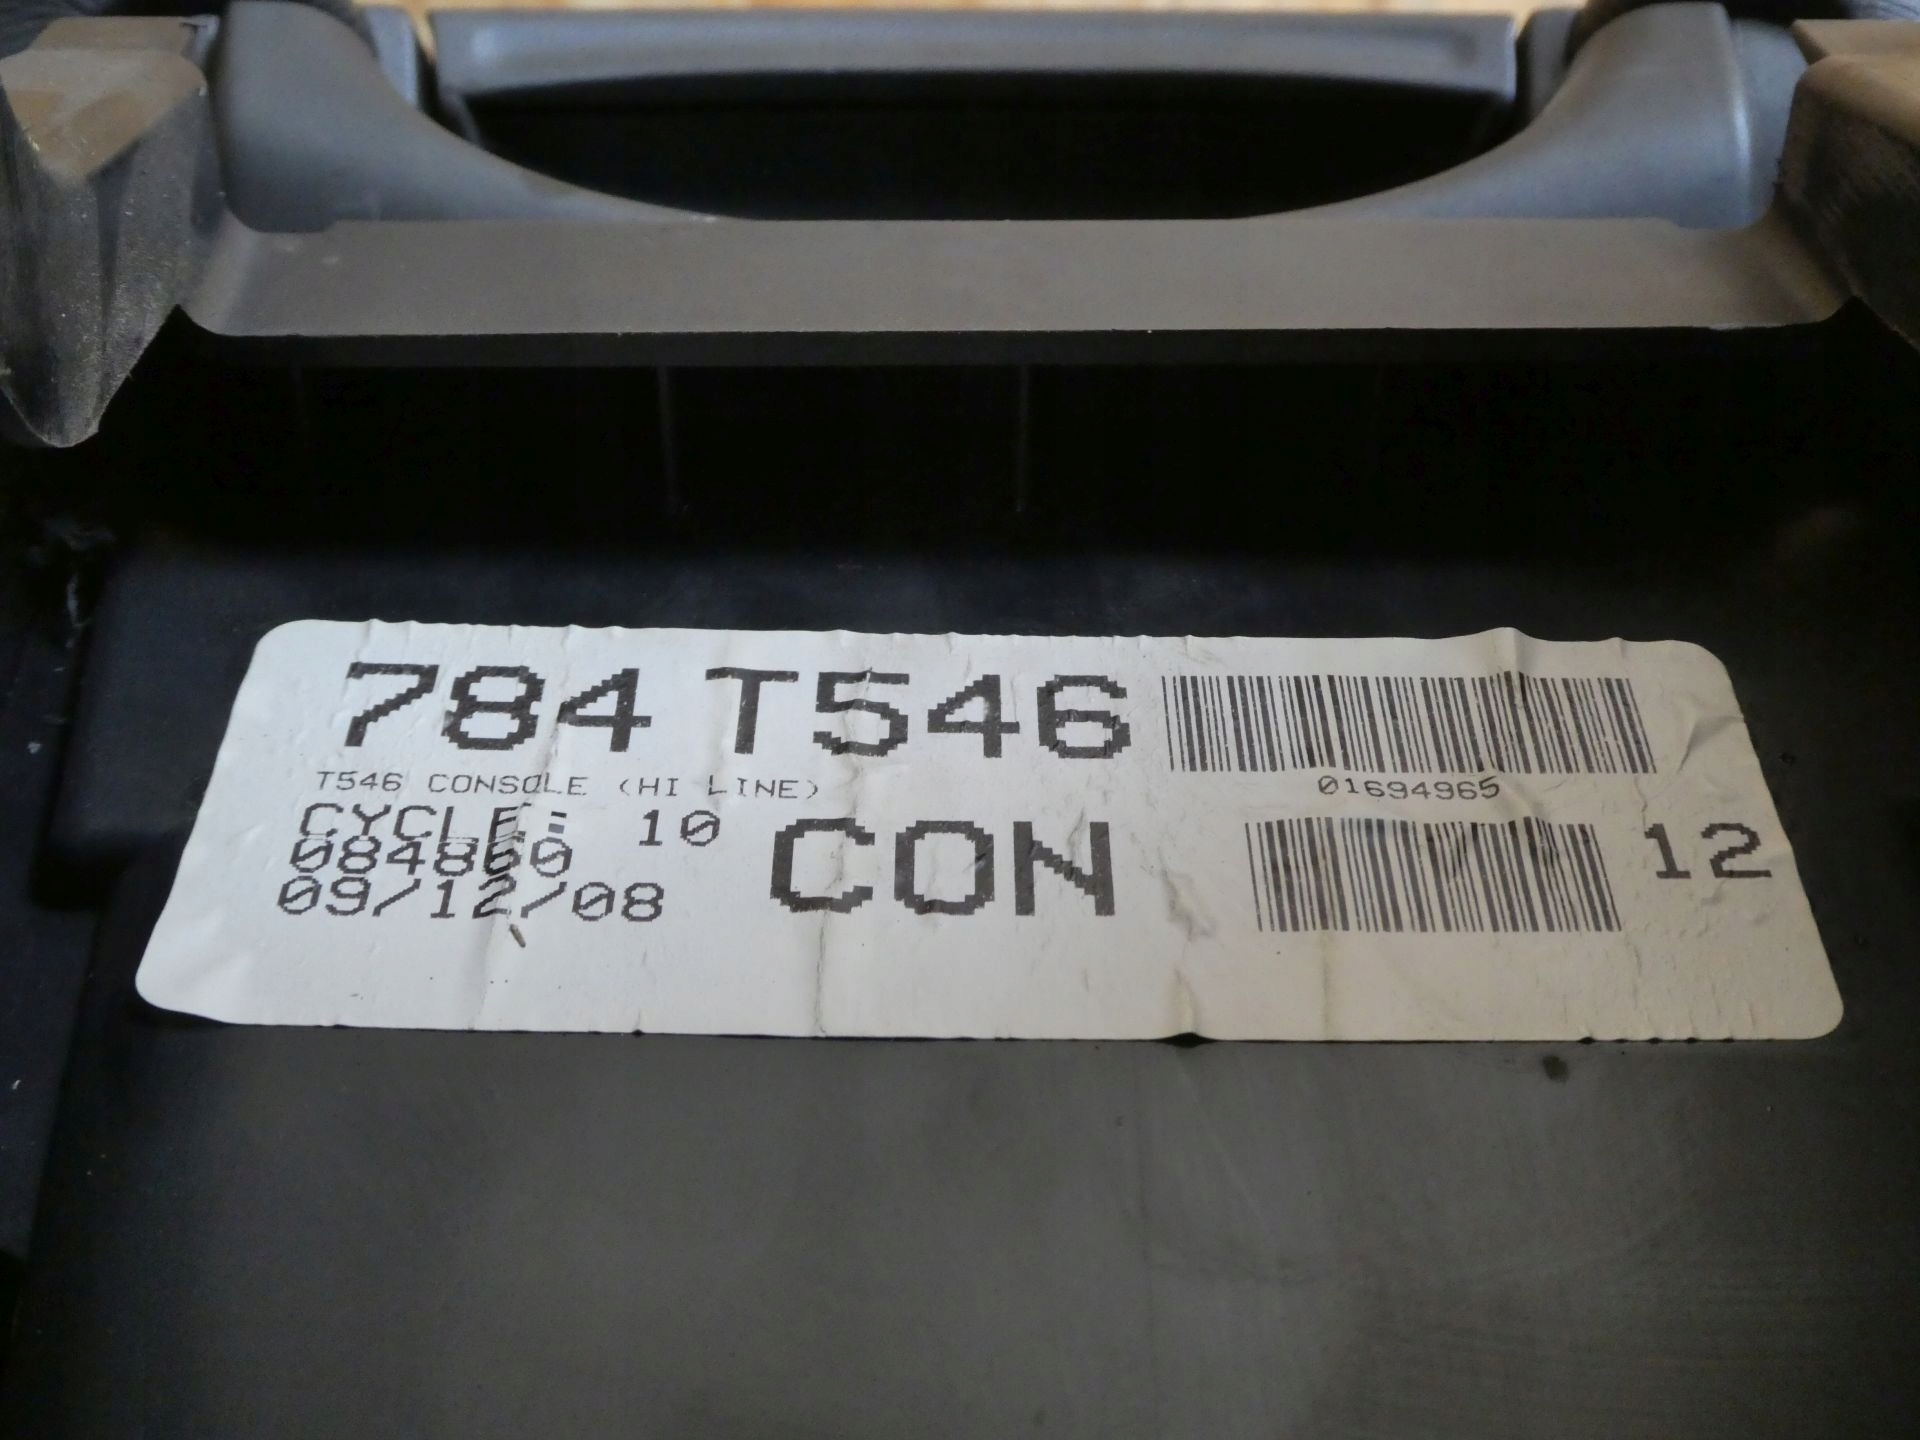 784 T546
01694965
T546 CONSOLE (HI LINE)
CYCLE: 10
084860
09/12/08
CON
12